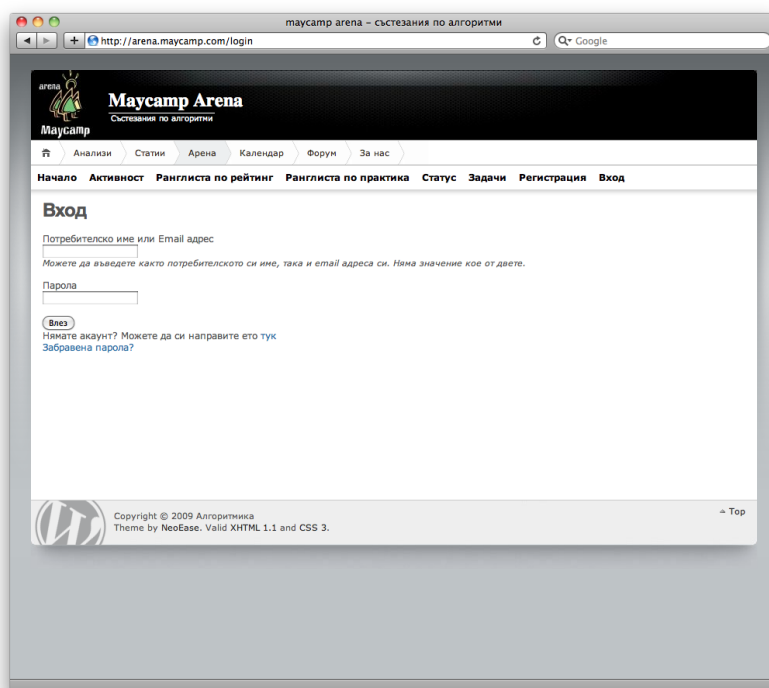 maycamp arena – състезания по алгоритми
http://arena.maycamp.com/login
Google
arena
Maycamp
Maycamp Arena
Състезания по алгоритми
Анализи Статии Арена Календар Форум За нас
Начало Активност Ранглиста по рейтинг Ранглиста по практика Статус Задачи Регистрация Вход
Вход
Потребителско име или Email адрес
Можете да въведете както потребителското си име, така и email адреса си. Няма значение кое от двете.
Парола
Влез
Нямате акаунт? Можете да си направите ето тук
Забравена парола?
Copyright © 2009 Алгоритмика
Theme by NeoEase. Valid XHTML 1.1 and CSS 3.
Top